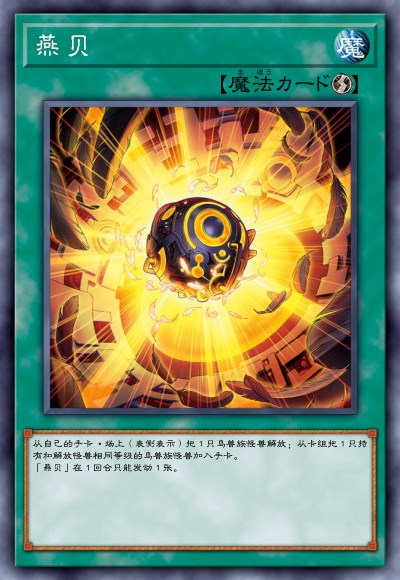 燕贝
魔
まほう
【魔法カード】
从自己的手卡·场上（表侧表示）把1只鸟兽族怪兽解放；从卡组把1只持
有和解放怪兽相同等级的鸟兽族怪兽加入手卡。
「燕贝」在1回合只能发动1张。